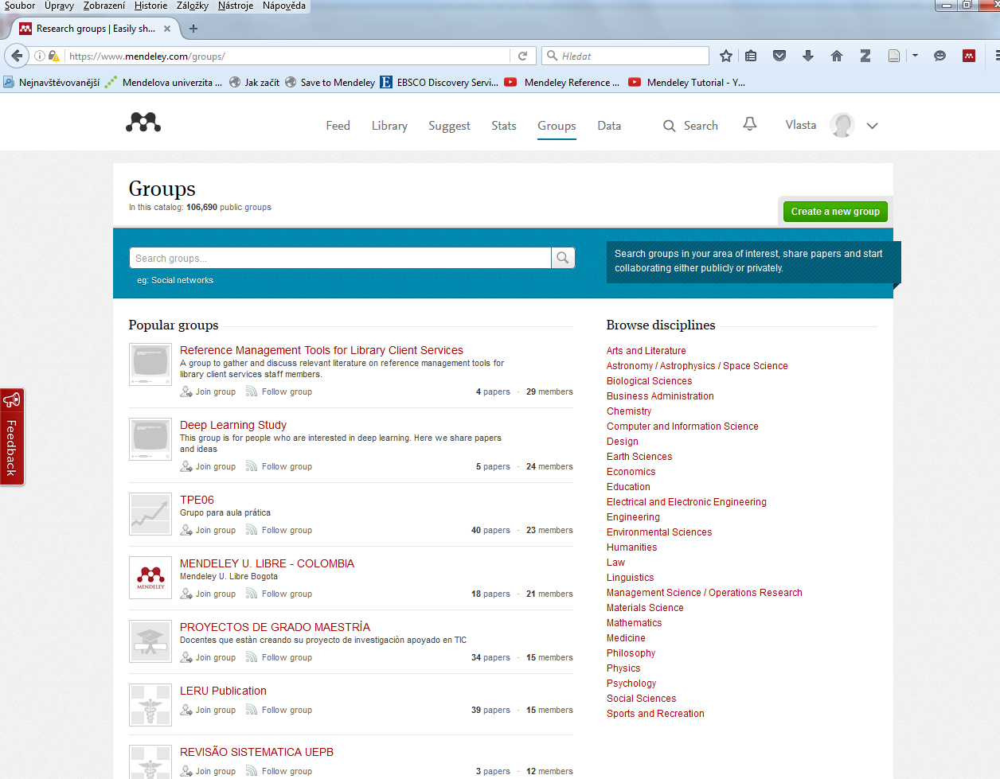 Soubor Úpravy Zobrazení Historie Záložky Nástroje Nápověda
Research groups | Easily sh...
https://www.mendeley.com/groups/
Hledat
Nejnavštěvovanější Mendelova univerzita ... Jak začít Save to Mendeley EBSCO Discovery Servi... Mendeley Reference ... Mendeley Tutorial - Y...
Feed Library Suggest Stats Groups Data Search Vlasta
Groups
In this catalog: 106,690 public groups
Create a new group
Search groups...
eg: Social networks
Search groups in your area of interest, share papers and start
collaborating either publicly or privately.
Popular groups
Reference Management Tools for Library Client Services
A group to gather and discuss relevant literature on reference management tools for
library client services staff members.
Join group Follow group 4 papers · 29 members
Deep Learning Study
This group is for people who are interested in deep learning. Here we share papers
and ideas
Join group Follow group 5 papers · 24 members
TPE06
Grupo para aula prática
Join group Follow group 40 papers · 23 members
MENDELEY
MENDELEY U. LIBRE - COLOMBIA
Mendeley U. Libre Bogota
Join group Follow group 18 papers · 21 members
PROYECTOS DE GRADO MAESTRÌA
Docentes que estàn creando su proyecto de investigaciòn apoyado en TIC
Join group Follow group 34 papers · 15 members
LERU Publication
Join group Follow group 39 papers · 15 members
REVISÃO SISTEMATICA UEPB
Join group Follow group 3 papers · 12 members
Browse disciplines
Arts and Literature
Astronomy / Astrophysics / Space Science
Biological Sciences
Business Administration
Chemistry
Computer and Information Science
Design
Earth Sciences
Economics
Education
Electrical and Electronic Engineering
Engineering
Environmental Sciences
Humanities
Law
Linguistics
Management Science / Operations Research
Materials Science
Mathematics
Medicine
Philosophy
Physics
Psychology
Social Sciences
Sports and Recreation
Feedback